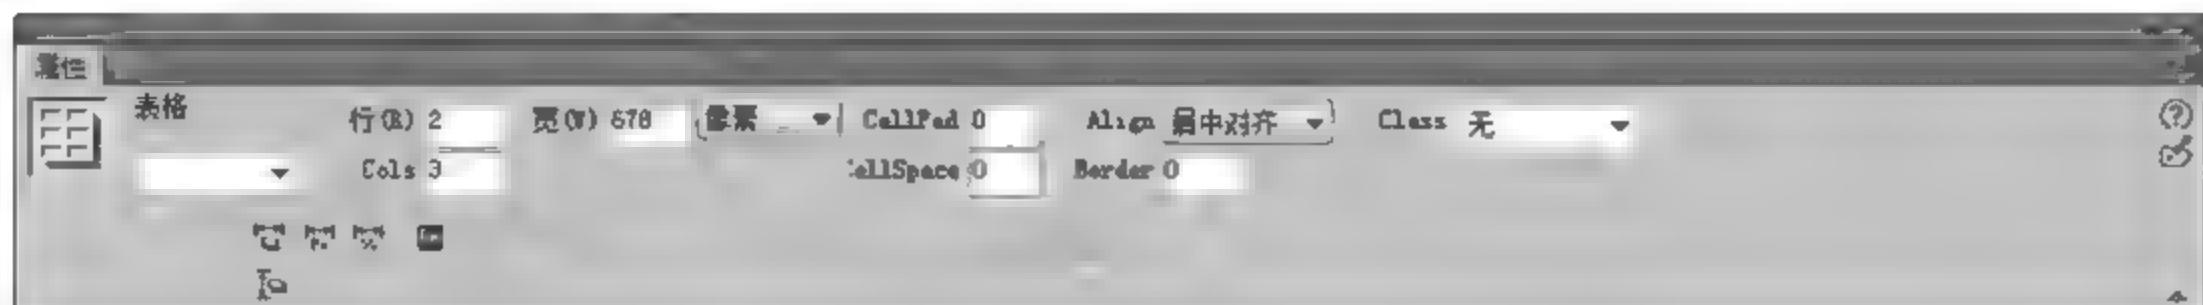 属性
表格 行(R) 2 宽(W) 678 像素 CellPad 0 Align 居中对齐 Class 无
Cols 3 CellSpace 0 Border 0